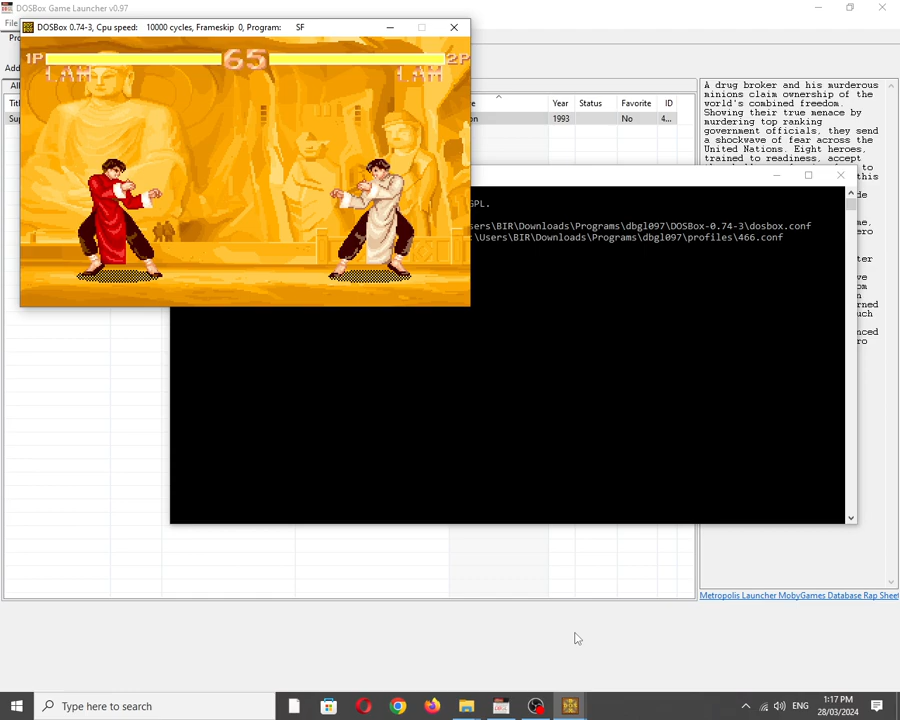 DOSBox Game Launcher v0.97
File
DOSBox 0.74-3, Cpu speed: 10000 cycles, Frameskip 0, Program: SF
1P
65
2P
LAM
LAM
Year
Status
Favorite
ID
1993
No
4...
A drug broker and his murderous
minions claim ownership of the
world's combined freedom.
Showing their true menace by
murdering top ranking
government officials, they send
a shockwave of fear across the
United Nations. Eight heroes,
trained to readiness, accept
GPL.
sers\BIR\Downloads\Programs\dbgl097\DOSBox-0.74-3\dosbox.conf
:\Users\BIR\Downloads\Programs\dbgl097\profiles\466.conf
Metropolis Launcher MobyGames Database Rap Sheet
Type here to search
ENG
1:17 PM
28/03/2024